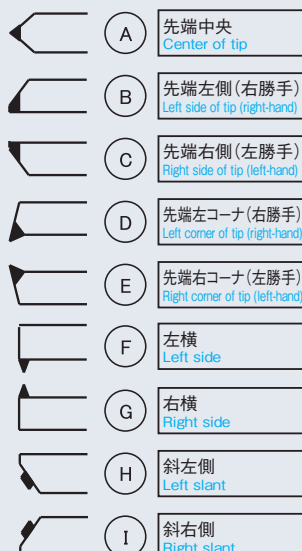 A
先端中央
Center of tip
B
先端左側(右勝手)
Left side of tip (right-hand)
C
先端右側(左勝手)
Right side of tip (left-hand)
D
先端左コーナ(右勝手)
Left corner of tip (right-hand)
E
先端右コーナ(左勝手)
Right corner of tip (left-hand)
F
左横
Left side
G
右横
Right side
H
斜左側
Left slant
I
斜右側
Right slant